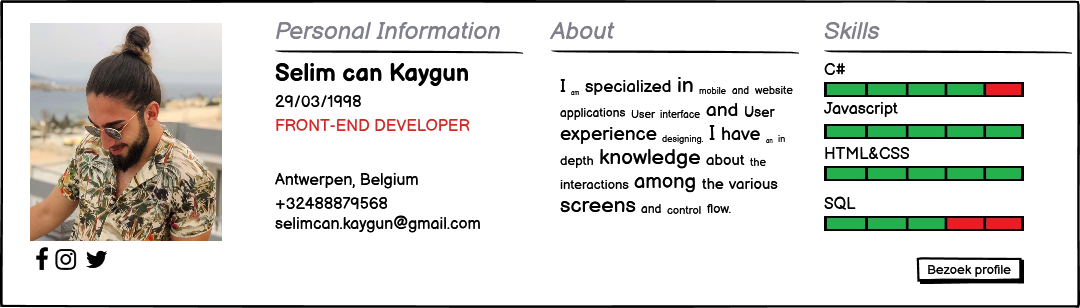 Personal Information
Selim can Kaygun
29/03/1998
FRONT-END DEVELOPER
Antwerpen, Belgium
+32488879568
selimcan.kaygun@gmail.com
About
I am specialized in mobile and website
applications User interface and User
experience designing. I have an in
depth knowledge about the
interactions among the various
screens and control flow.
Skills
C#
Javascript
HTML&CSS
SQL
Bezoek profile